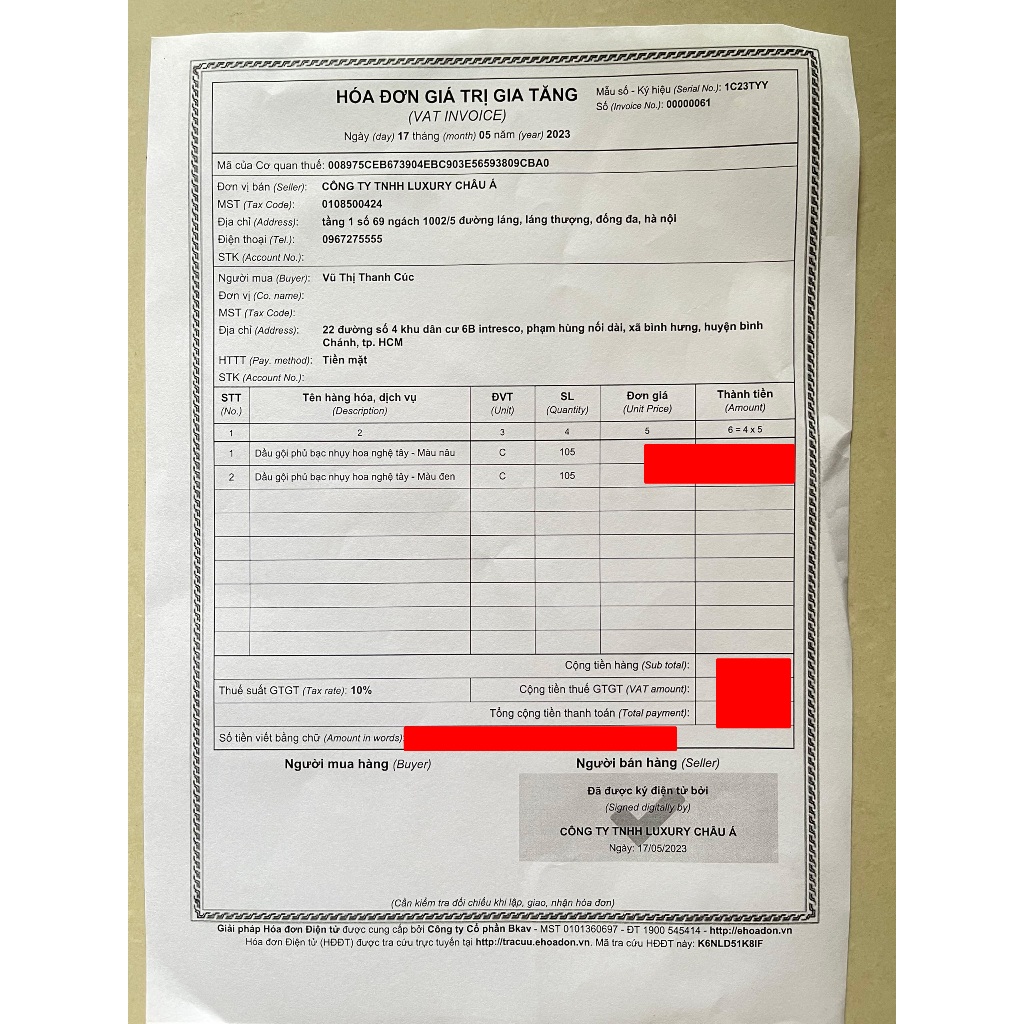 HÓA ĐƠN GIÁ TRỊ GIA TĂNG
(VAT INVOICE)
Ngày (day) 17 tháng (month) 05 năm (year) 2023
Mẫu số - Ký hiệu (Serial No.): 1C23TYY
Số (Invoice No.): 00000061
Mã của Cơ quan thuế: 008975CEB673904EBC903E56593809CBA0
Đơn vị bán (Seller): CÔNG TY TNHH LUXURY CHÂU Á
MST (Tax Code): 0108500424
Địa chỉ (Address): tầng 1 số 69 ngách 1002/5 đường láng, láng thượng, đống đa, hà nội
Điện thoại (Tel.): 0967275555
STK (Account No.):
Người mua (Buyer): Vũ Thị Thanh Cúc
Đơn vị (Co. name):
MST (Tax Code):
Địa chỉ (Address): 22 đường số 4 khu dân cư 6B intresco, phạm hùng nối dài, xã bình hưng, huyện bình
Chánh, tp. HCM
HTTT (Pay. method): Tiền mặt
STK (Account No.):
STT Tên hàng hóa, dịch vụ ĐVT SL Đơn giá Thành tiền
(No.) (Description) (Unit) (Quantity) (Unit Price) (Amount)
1 2 3 4 5 6 = 4 x 5
1 Dầu gội phủ bạc nhụy hoa nghệ tây - Màu nâu C 105
2 Dầu gội phủ bạc nhụy hoa nghệ tây - Màu đen C 105
Cộng tiền hàng (Sub total):
Thuế suất GTGT (Tax rate): 10% Cộng tiền thuế GTGT (VAT amount):
Tổng cộng tiền thanh toán (Total payment):
Số tiền viết bằng chữ (Amount in words):
Người mua hàng (Buyer) Người bán hàng (Seller)
Đã được ký điện tử bởi
(Signed digitally by)
CÔNG TY TNHH LUXURY CHÂU Á
Ngày: 17/05/2023
(Cần kiểm tra đối chiếu khi lập, giao, nhận hóa đơn)
Giải pháp Hóa đơn Điện tử được cung cấp bởi Công ty Cổ phần Bkav - MST 0101360697 - ĐT 1900 545414 - http://ehoadon.vn
Hóa đơn Điện tử (HĐĐT) được tra cứu trực tuyến tại http://tracuu.ehoadon.vn. Mã tra cứu HĐĐT này: K6NLD51K8IF